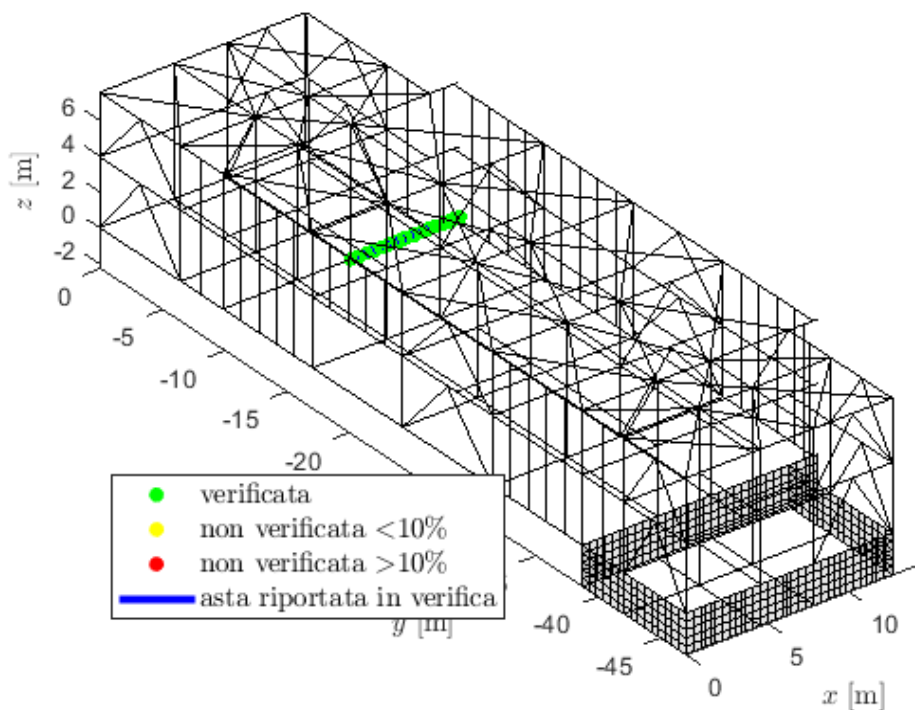 6
4
2
0
-2
z [m]
0
-5
-10
-15
-20
verificata
non verificata <10%
non verificata >10%
asta riportata in verifica
y [m]
-40
-45
0
5
10
x [m]